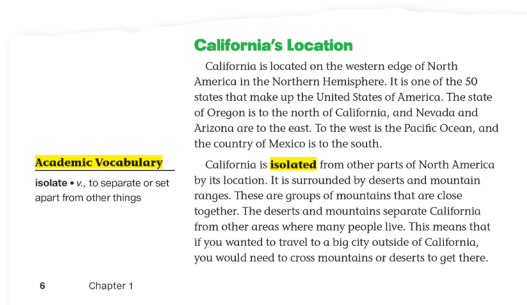 California's Location
California is located on the western edge of North
America in the Northern Hemisphere. It is one of the 50
states that make up the United States of America. The state
of Oregon is to the north of California, and Nevada and
Arizona are to the east. To the west is the Pacific Ocean, and
the country of Mexico is to the south.
Academic Vocabulary
isolate • v., to separate or set
apart from other things
California is isolated from other parts of North America
by its location. It is surrounded by deserts and mountain
ranges. These are groups of mountains that are close
together. The deserts and mountains separate California
from other areas where many people live. This means that
if you wanted to travel to a big city outside of California,
you would need to cross mountains or deserts to get there.
6 Chapter 1